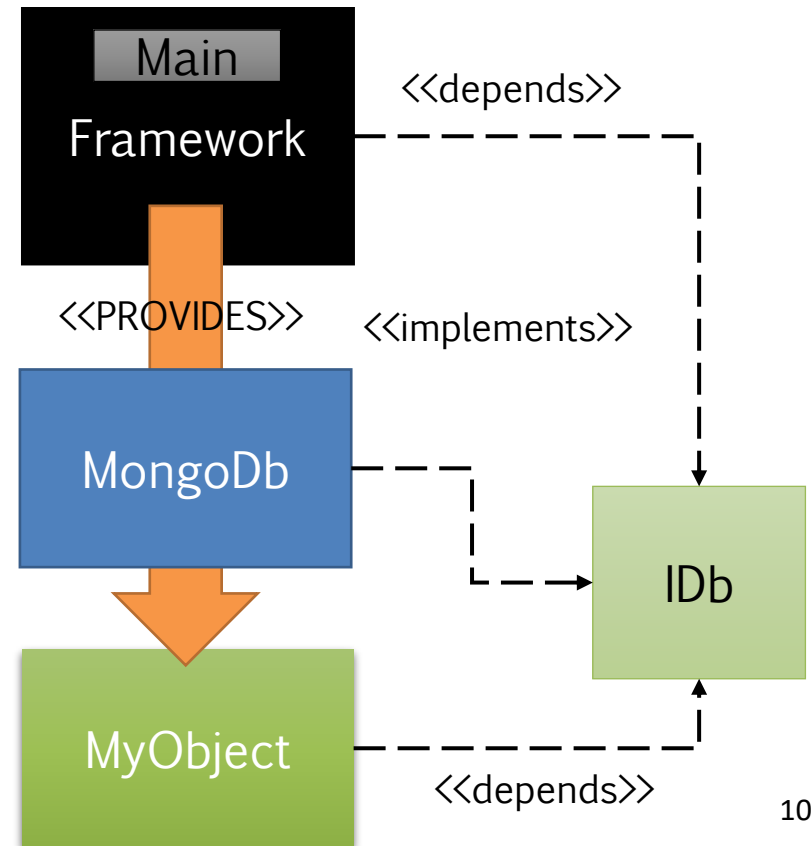 Main
<<depends>>
Framework
<<PROVIDES>>
<<implements>>
MongoDb
IDb
MyObject
<<depends>>
10